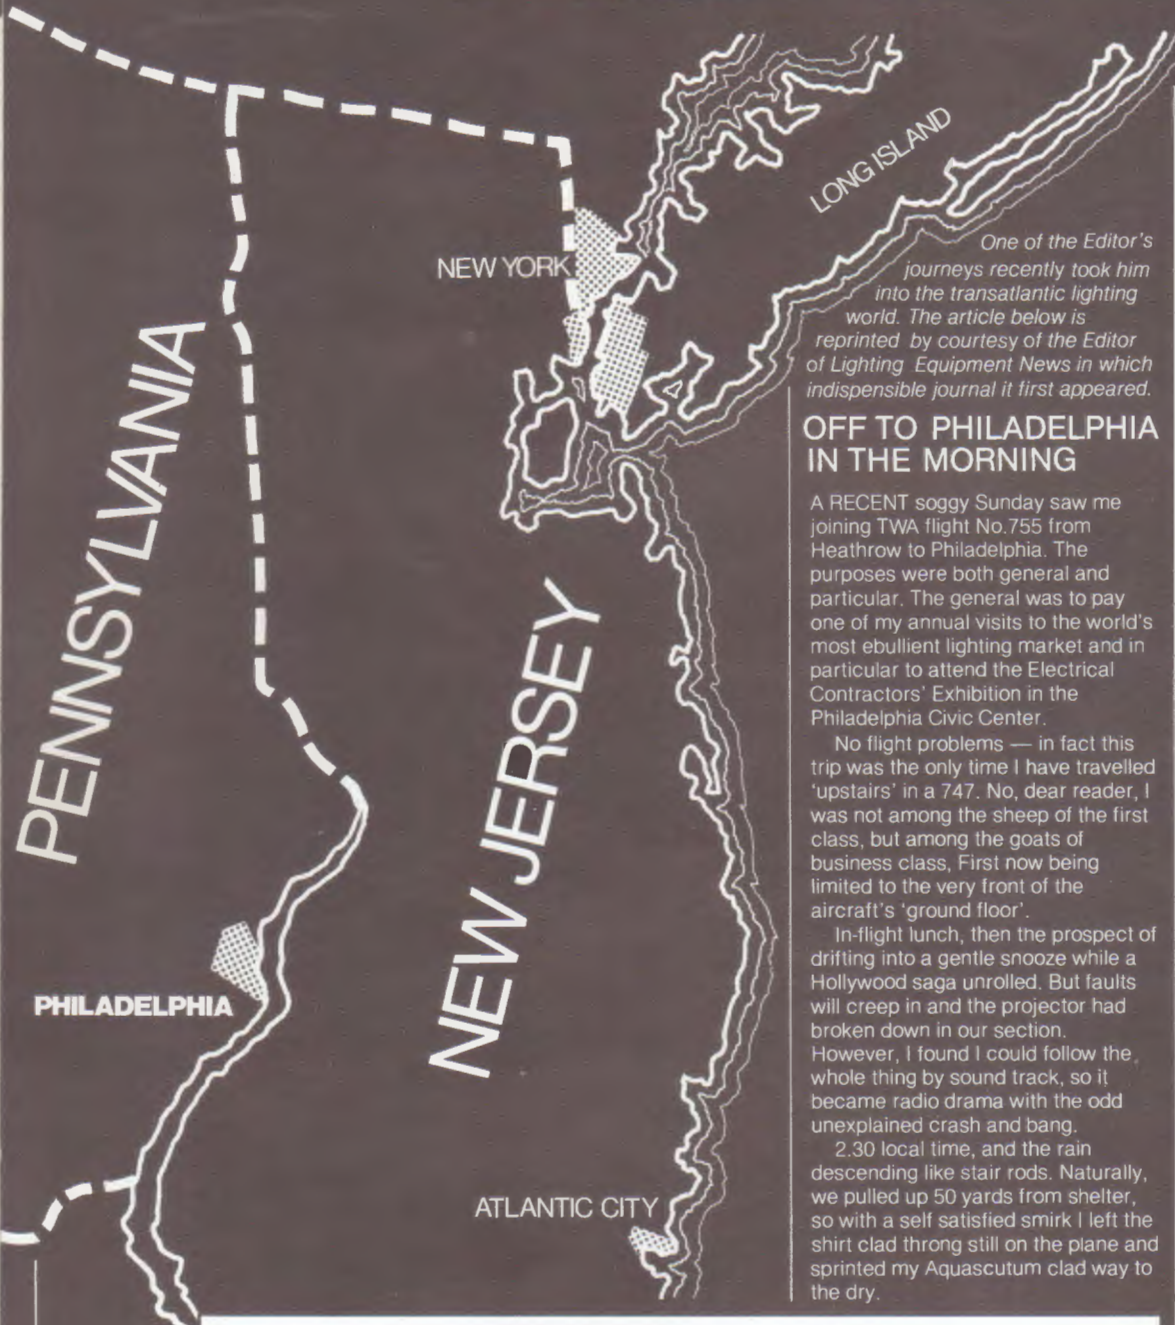 LONG ISLAND
NEW YORK
PENNSYLVANIA
NEW JERSEY
PHILADELPHIA
ATLANTIC CITY
One of the Editor's
journeys recently took him
into the transatlantic lighting
world. The article below is
reprinted by courtesy of the Editor
of Lighting Equipment News in which
indispensible journal it first appeared.
OFF TO PHILADELPHIA
IN THE MORNING
A RECENT soggy Sunday saw me
joining TWA flight No.755 from
Heathrow to Philadelphia. The
purposes were both general and
particular. The general was to pay
one of my annual visits to the world's
most ebullient lighting market and in
particular to attend the Electrical
Contractors' Exhibition in the
Philadelphia Civic Center.
No flight problems — in fact this
trip was the only time I have travelled
'upstairs' in a 747. No, dear reader, I
was not among the sheep of the first
class, but among the goats of
business class, First now being
limited to the very front of the
aircraft's 'ground floor'.
In-flight lunch, then the prospect of
drifting into a gentle snooze while a
Hollywood saga unrolled. But faults
will creep in and the projector had
broken down in our section.
However, I found I could follow the
whole thing by sound track, so it
became radio drama with the odd
unexplained crash and bang.
2.30 local time, and the rain
descending like stair rods. Naturally,
we pulled up 50 yards from shelter,
so with a self satisfied smirk I left the
shirt clad throng still on the plane and
sprinted my Aquascutum clad way to
the dry.